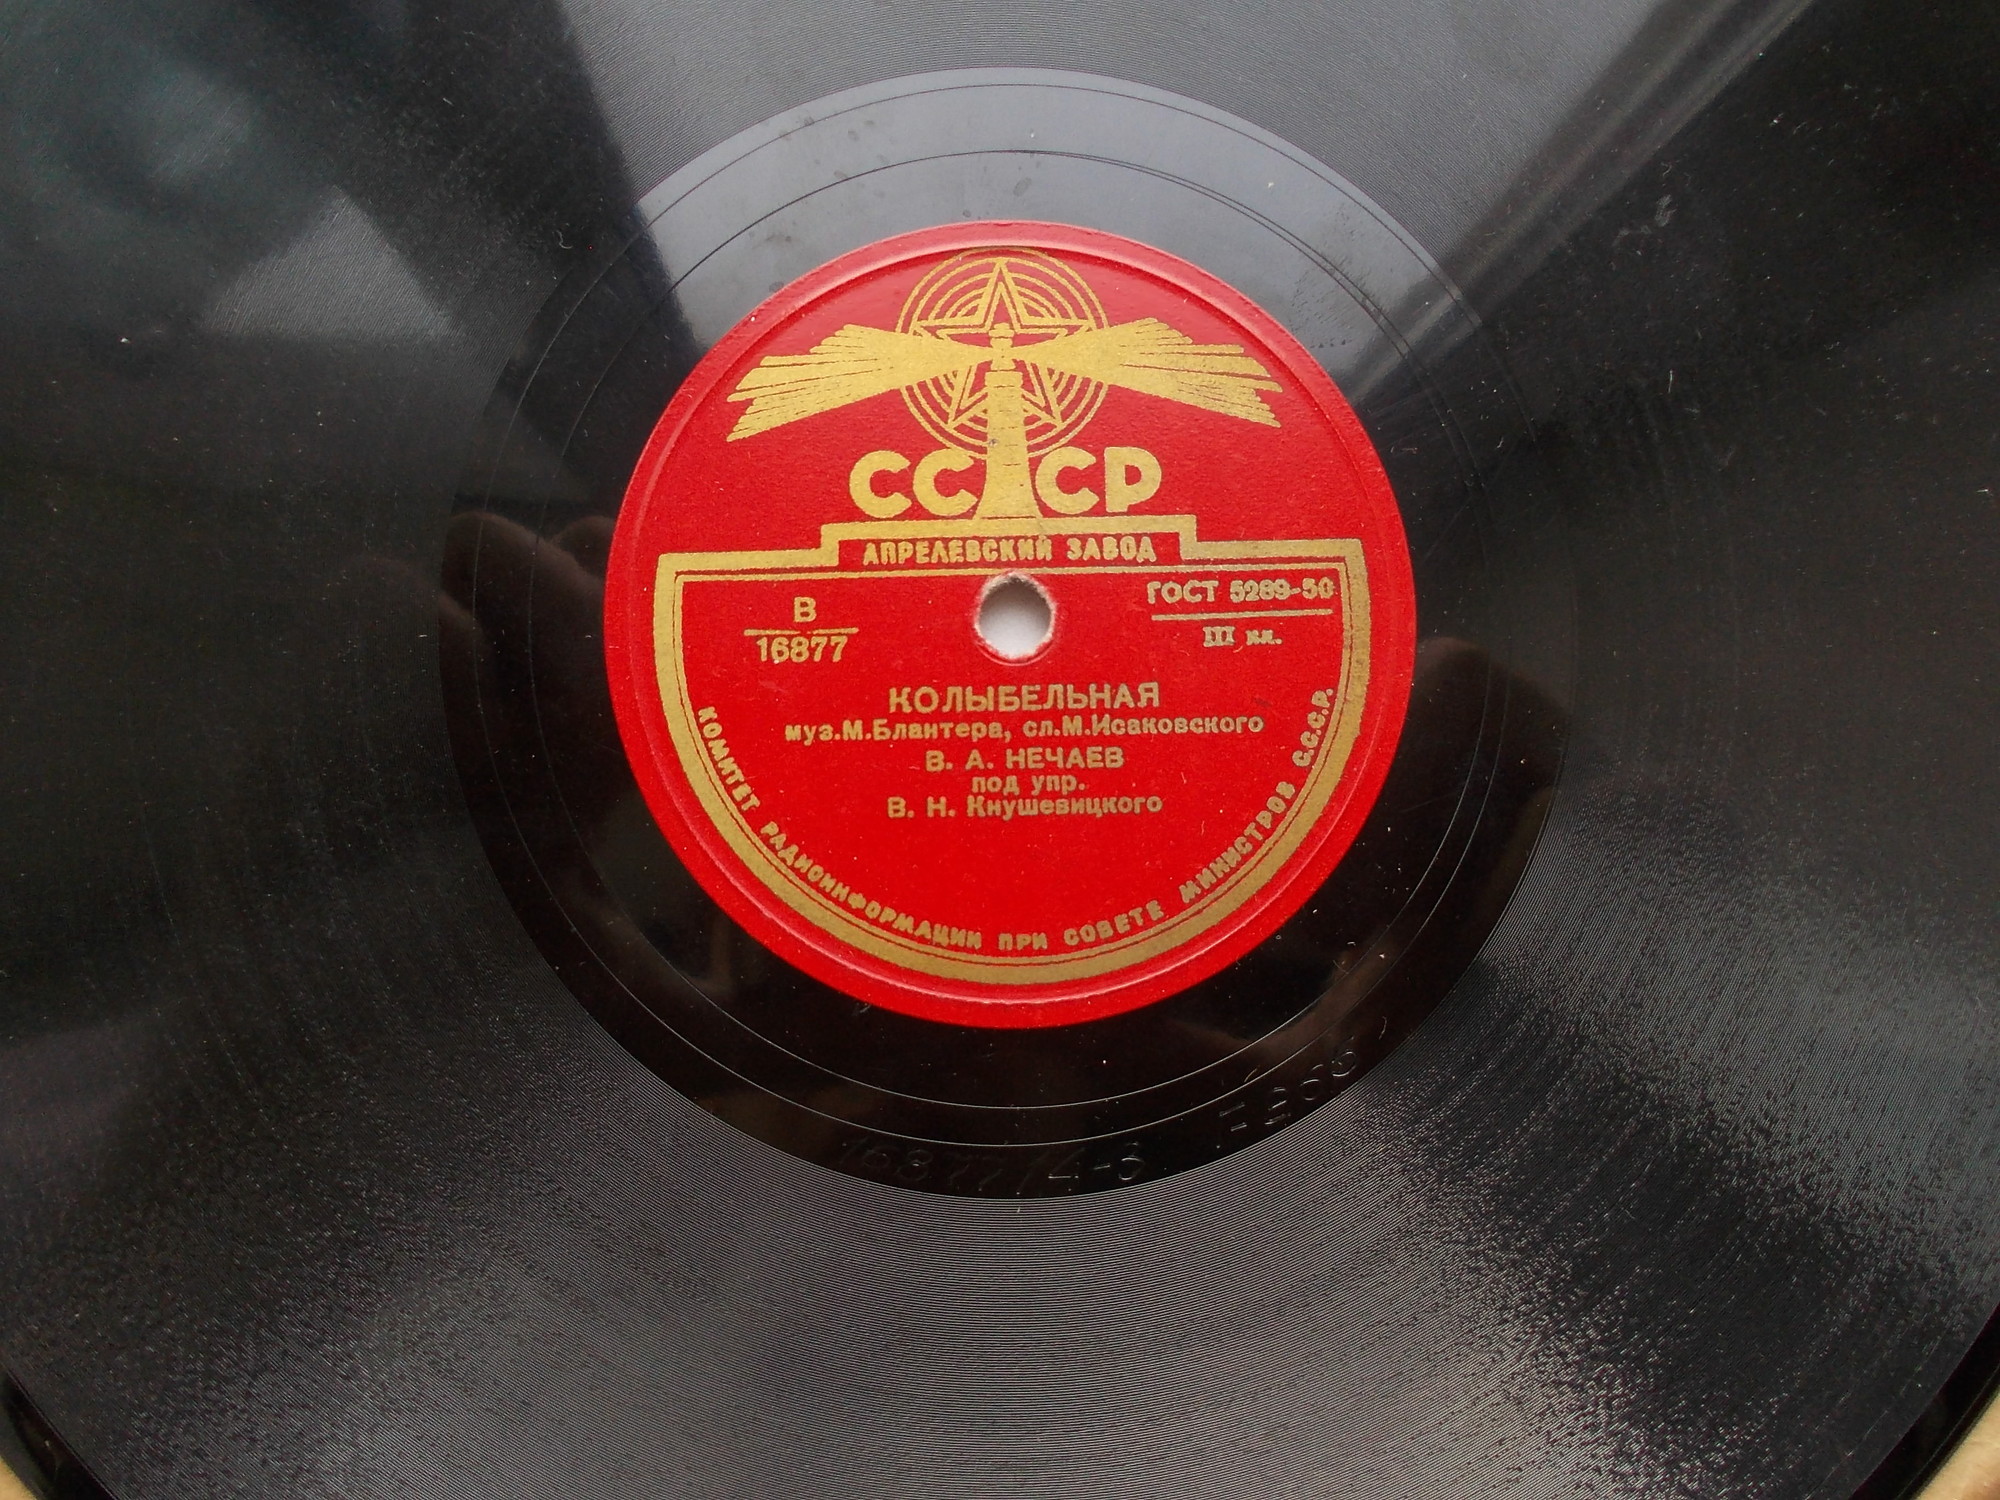 СССР
АПРЕЛЕВСКИЙ ЗАВОД
В
16877
ГОСТ 5289-50
III кл.
КОЛЫБЕЛЬНАЯ
муз.М.Блантера, сл.М.Исаковского
В. А. НЕЧАЕВ
под упр.
В. Н. Кнушевицкого
КОМИТЕТ РАДИОИНФОРМАЦИИ ПРИ СОВЕТЕ МИНИСТРОВ С.С.С.Р.